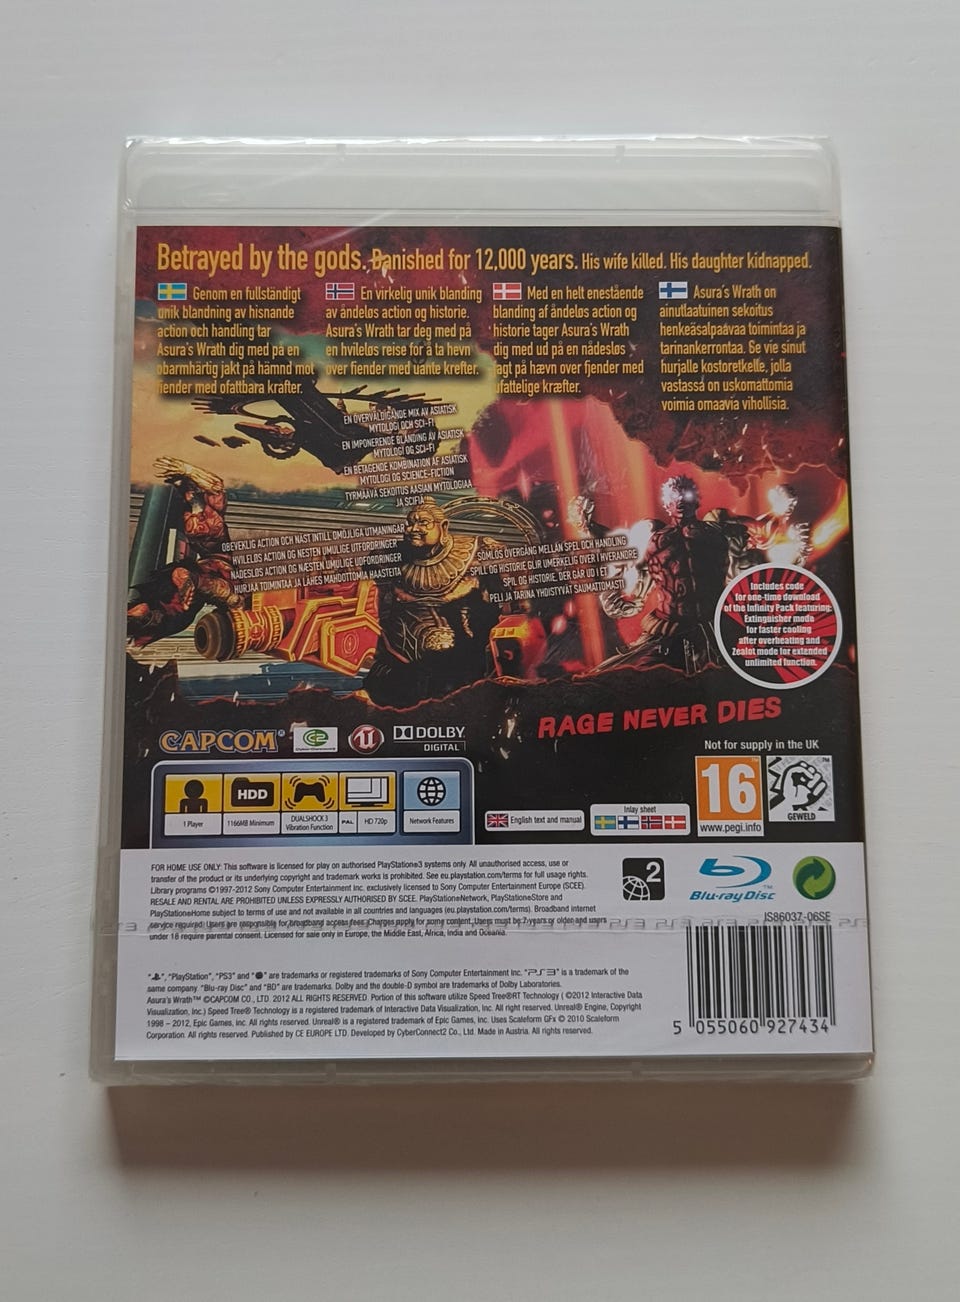 Betrayed by the gods. Banished for 12,000 years. His wife killed. His daughter kidnapped.
Genom en fullständigt
unik blandning av hisnande
action och handling tar
Asura's Wrath dig med på en
obarmhärtig jakt på hämnd mot
fiender med ofattbara krafter.
En virkelig unik blanding
av åndeløs action og historie.
Asura's Wrath tar deg med på
en hvileløs reise for å ta hevn
over fiender med uante krefter.
Med en helt enestående
blanding af åndeløs action og
historie tager Asura's Wrath
dig med ud på en nådesløs
jagt på hævn over fjender med
ufattelige kræfter.
Asura's Wrath on
ainutlaatuinen sekoitus
henkeäsalpaavaa toimintaa ja
tarinankerrontaa. Se vie sinut
hurjalle kostoretkelle, jolla
vastassa on uskomattomia
voimia omaavia vihollisia.
EN ÖVERVÄLDIGANDE MIX AV ASIATISK
MYTOLOGI OCH SCI-FI
EN IMPONERENDE BLANDING AV ASIATISK
MYTOLOGI OG SCI-FI
EN BETAGENDE KOMBINATION AF ASIATISK
MYTOLOGI OG SCIENCE-FICTION
TYRMÄÄVÄ SEKOITUS AASIAN MYTOLOGIAA
JA SCIFIÄ
OBEVEKLIG ACTION OCH NÄST INTILL OMÖJLIGA UTMANINGAR
HVILELØS ACTION OG NESTEN UMULIGE UTFORDRINGER
NÅDESLØS ACTION OG NÆSTEN UMULIGE UDFORDRINGER
HURJAA TOIMINTAA JA LÄHES MAHDOTTOMIA HAASTEITA
SÖMLÖS ÖVERGÅNG MELLAN SPEL OCH HANDLING
SPILL OG HISTORIE GLIR UMERKELIG OVER I HVERANDRE
SPIL OG HISTORIE, DER GÅR UD I ET
PELI JA TARINA YHDISTYVÄT SAUMATTOMASTI
Includes code
for one-time download
of the Infinity Pack featuring:
Extinguisher mode
for faster cooling
after overheating and
Zealot mode for extended
unlimited function.
RAGE NEVER DIES
CAPCOM®
CyberConnect2
DOLBY
DIGITAL
Not for supply in the UK
HDD
1 Player
1166MB Minimum
DUALSHOCK 3
Vibration Function
PAL
HD 720p
Network Features
English text and manual
Inlay sheet
16
www.pegi.info
GEWELD
FOR HOME USE ONLY: This software is licensed for play on authorised PlayStation®3 systems only. All unauthorised access, use or
transfer of the product or its underlying copyright and trademark works is prohibited. See eu.playstation.com/terms for full usage rights.
Library programs ©1997-2012 Sony Computer Entertainment Inc. exclusively licensed to Sony Computer Entertainment Europe (SCEE).
RESALE AND RENTAL ARE PROHIBITED UNLESS EXPRESSLY AUTHORISED BY SCEE. PlayStation®Network, PlayStation®Store and
PlayStation®Home subject to terms of use and not available in all countries and languages (eu.playstation.com/terms). Broadband internet
service required. Users are responsible for broadband access fees. Charges apply for some content. Users must be 7 years or older and users
under 18 require parental consent. Licensed for sale only in Europe, the Middle East, Africa, India and Oceania.
2
Blu-ray Disc™
IS86037-06SE
"", "PlayStation", "PS3" and "" are trademarks or registered trademarks of Sony Computer Entertainment Inc. "PS3" is a trademark of the
same company. "Blu-ray Disc" and "BD" are trademarks. Dolby and the double-D symbol are trademarks of Dolby Laboratories.
Asura's Wrath™ ©CAPCOM CO., LTD. 2012 ALL RIGHTS RESERVED. Portion of this software utilize Speed Tree®RT Technology (©2012 Interactive Data
Visualization, Inc.) Speed Tree® Technology is a registered trademark of Interactive Data Visualization, Inc. All right reserved. Unreal® Engine, Copyright
1998 – 2012, Epic Games, Inc. All rights reserved. Unreal® is a registered trademark of Epic Games, Inc. Uses Scaleform GFx © 2010 Scaleform
Corporation. All rights reserved. Published by CE EUROPE LTD. Developed by CyberConnect2 Co., Ltd. Made in Austria. All rights reserved.
5 055060 927434